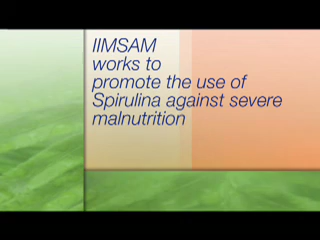 IIMSAM
works to
promote the use of
Spirulina against severe
malnutrition